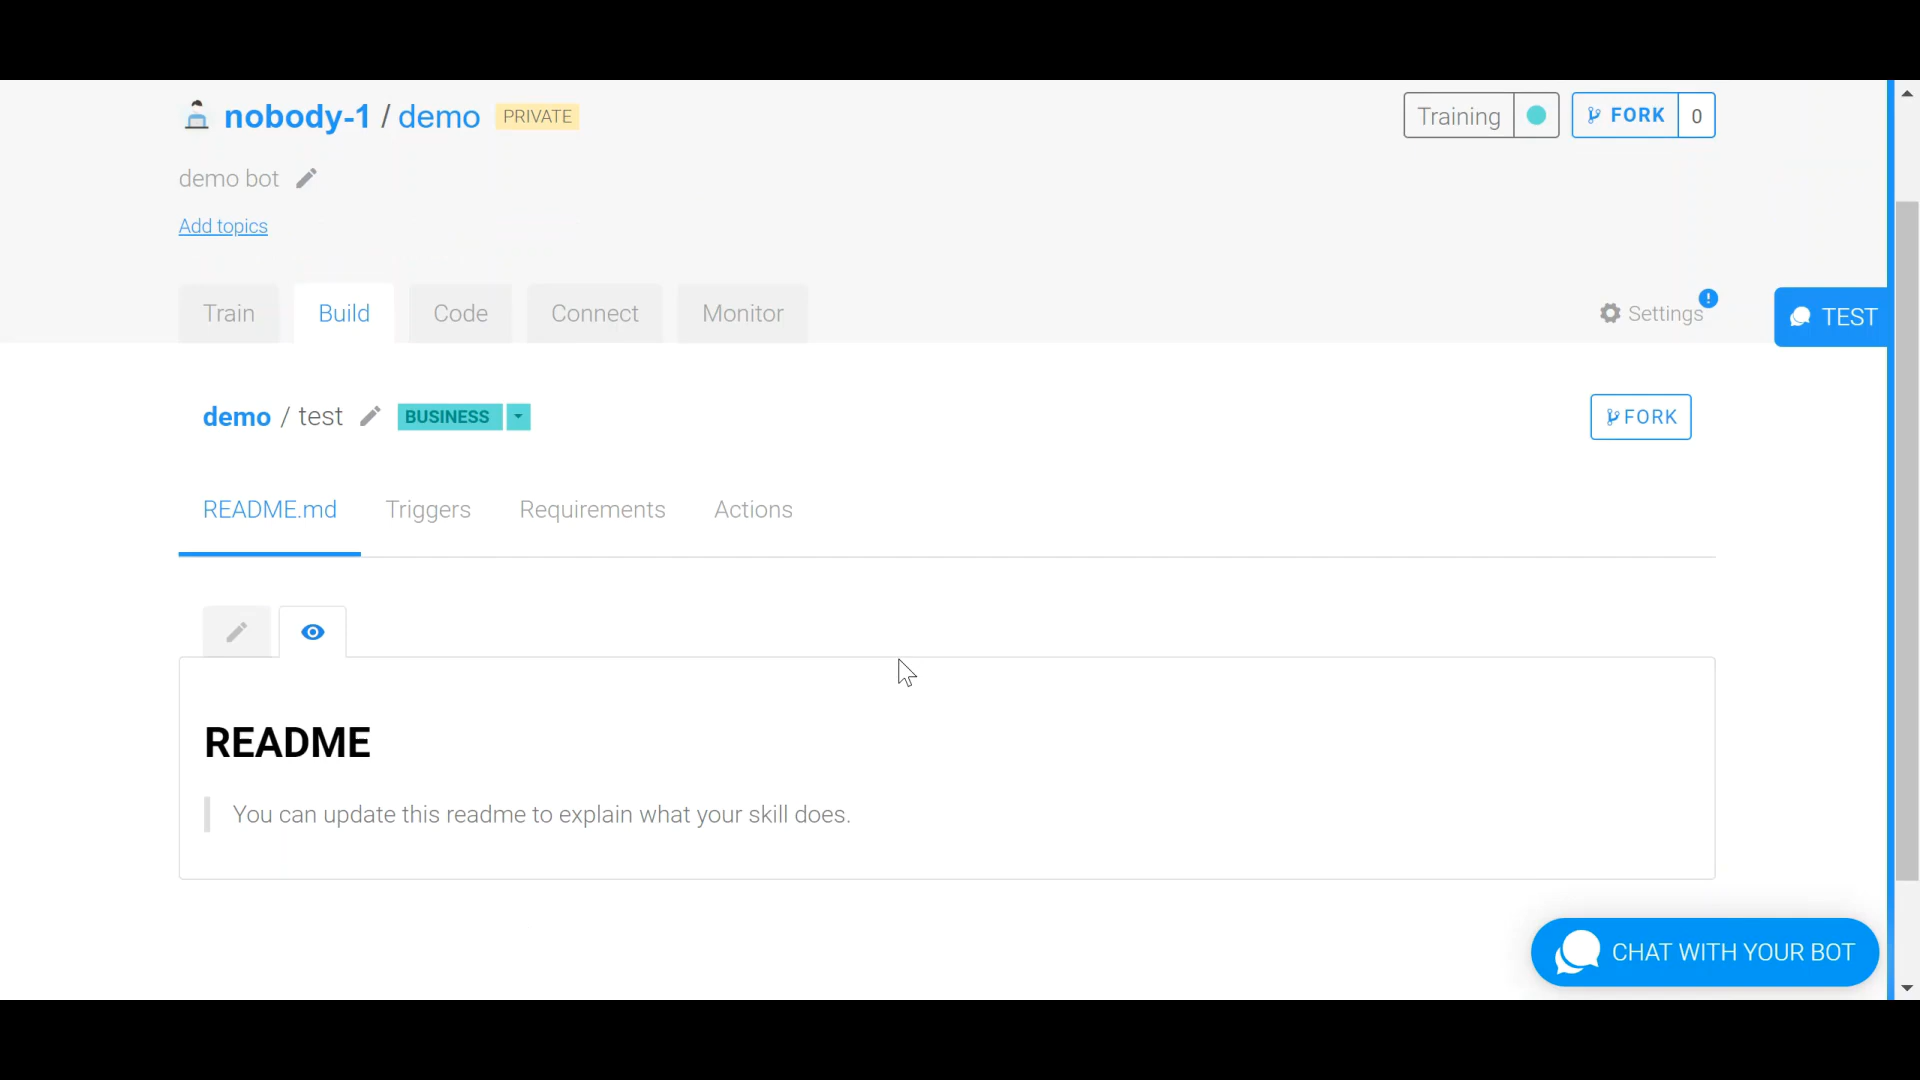 nobody-1 / demo PRIVATE
Training
FORK 0
demo bot
Add topics
Train Build Code Connect Monitor
Settings !
TEST
demo / test BUSINESS
FORK
README.md Triggers Requirements Actions
README
You can update this readme to explain what your skill does.
CHAT WITH YOUR BOT